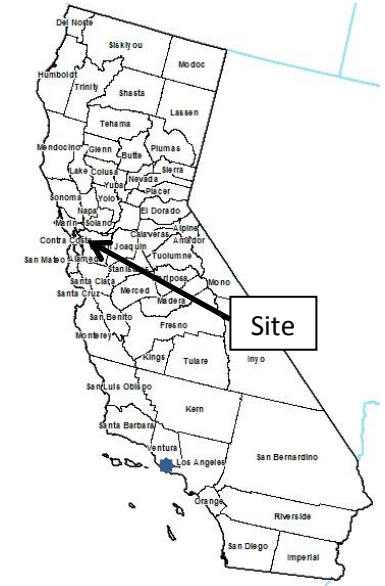 Del Norte
Siskiyou
Modoc
Humboldt
Trinity
Shasta
Lassen
Tehama
Mendocino
Glenn
Butte
Plumas
Lake
Colusa
Sierra
Yuba
Nevada
Placer
Sonoma
Yolo
Napa
El Dorado
Marin
Solano
Alpine
Calaveras
Amador
Contra Costa
Joaquin
Tuolumne
San Mateo
Alameda
Stanislaus
Mariposa
Mono
Santa Clara
Merced
Santa Cruz
Madera
San Benito
Fresno
Site
Monterey
Inyo
Kings
Tulare
San Luis Obispo
Kern
Santa Barbara
Ventura
Los Angeles
San Bernardino
Orange
Riverside
San Diego
Imperial